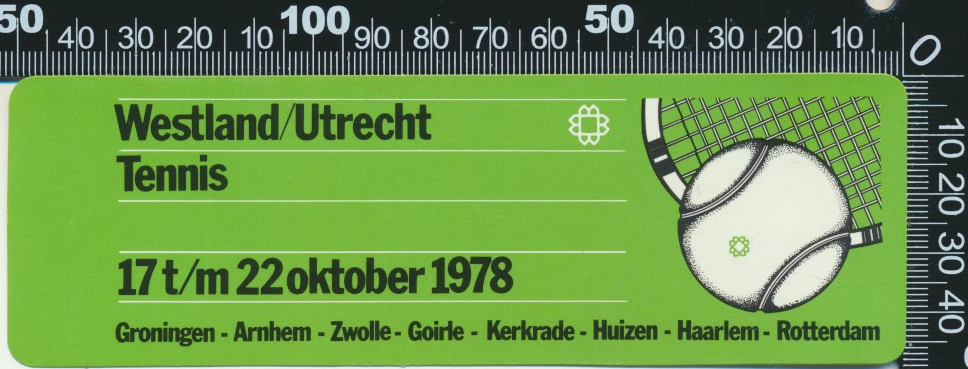 50 40 30 20 10 100 90 80 70 60 50 40 30 20 10 0
10 20 30 40
Westland/Utrecht
Tennis
17 t/m 22 oktober 1978
Groningen - Arnhem - Zwolle - Goirle - Kerkrade - Huizen - Haarlem - Rotterdam